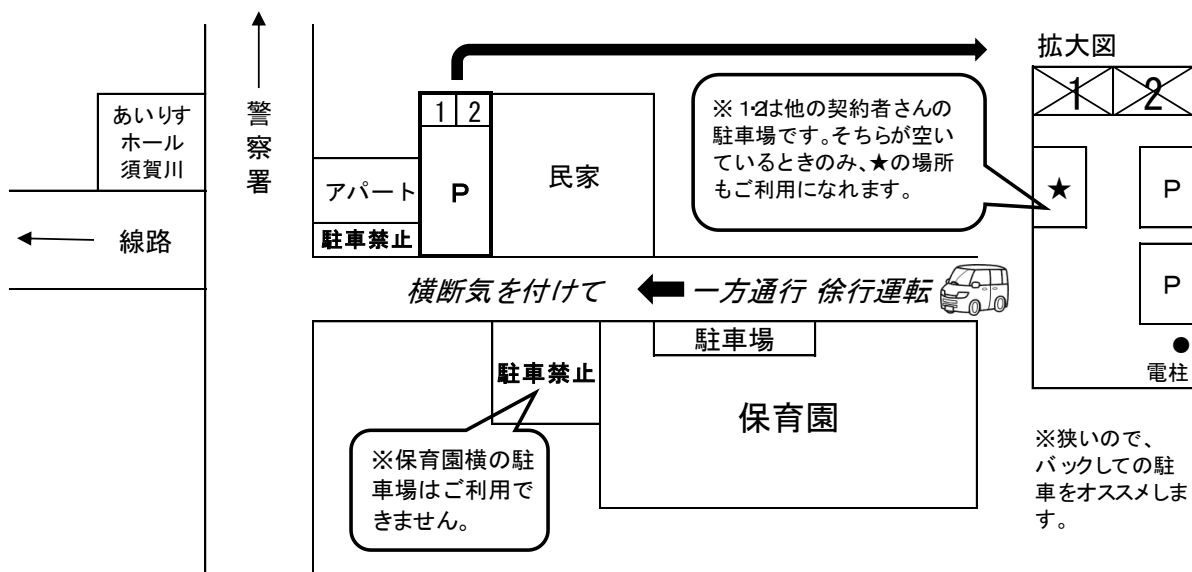 あいりす
ホール
須賀川
警
察
署
線路
アパート
駐車禁止
1 2
P
民家
※ 1・2は他の契約者さんの
駐車場です。そちらが空い
ているときのみ、★の場所
もご利用になれます。
拡大図
1 2
★
P
P
●
電柱
※狭いので、
バックしての駐
車をオススメしま
す。
横断気を付けて
一方通行 徐行運転
駐車場
駐車禁止
保育園
※保育園横の駐
車場はご利用で
きません。